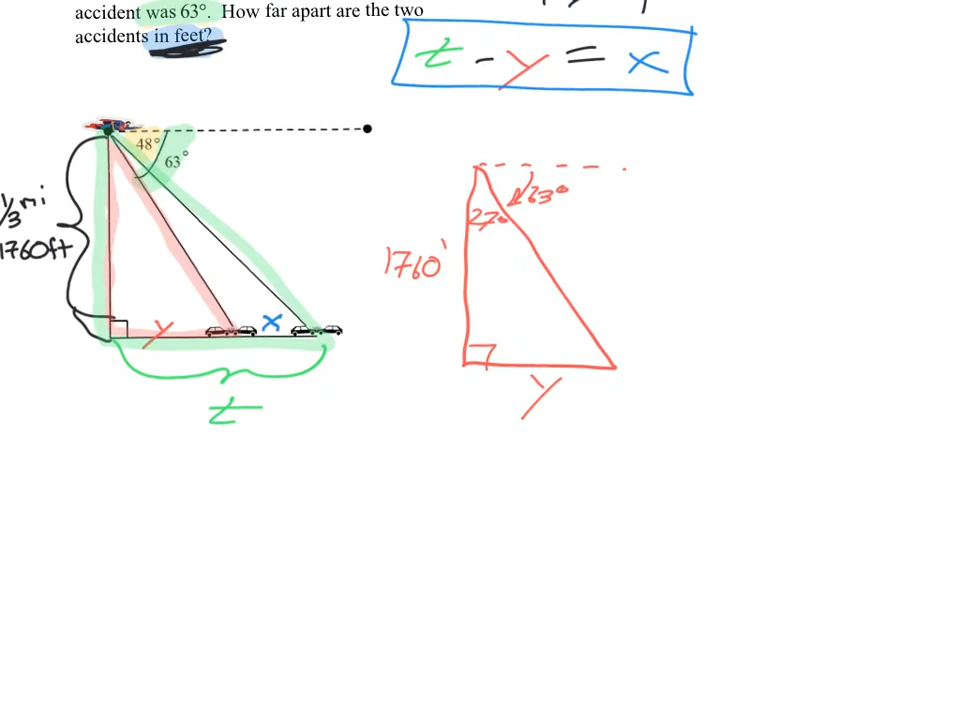 accident was 63°. How far apart are the two
accidents in feet?
t - y = x
48°
63°
1/3 mi
1760ft
y
x
t
63°
27°
1760'
y